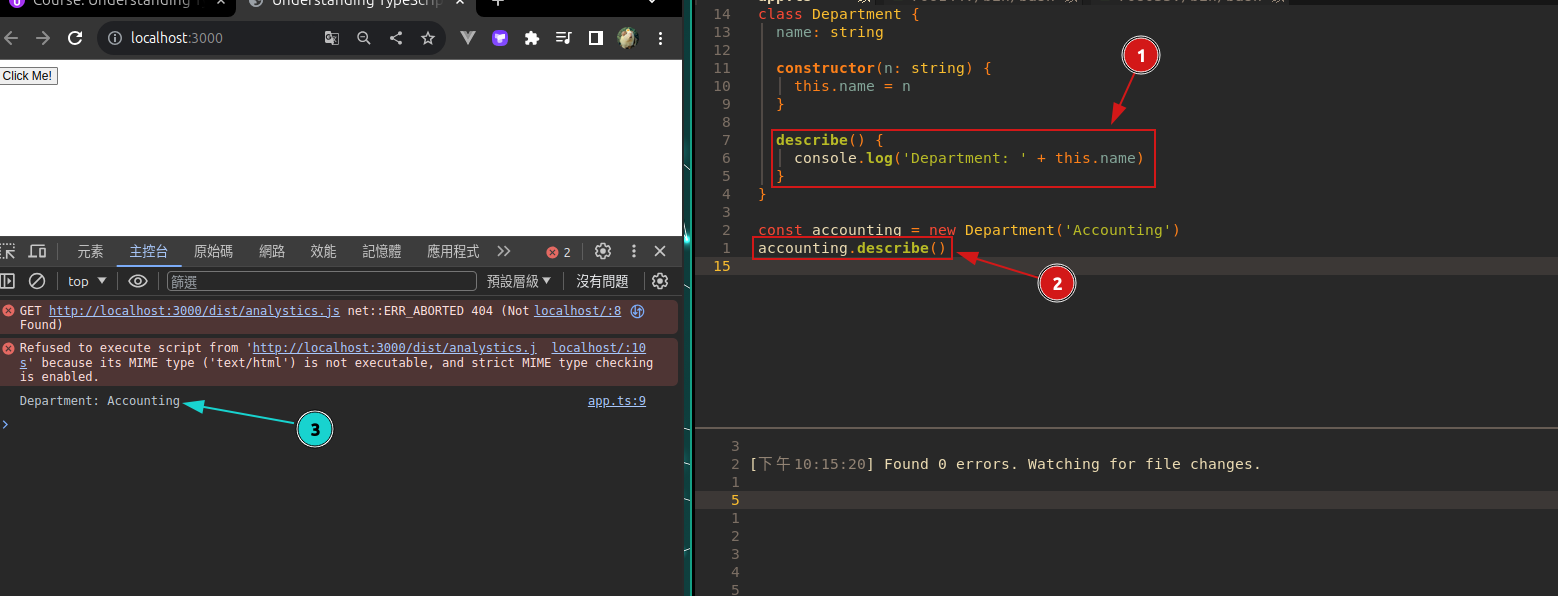 Course: Understanding
Understanding TypeScrip
localhost:3000
Click Me!
元素 主控台 原始碼 網路 效能 記憶體 應用程式 2
top 篩選 預設層級 沒有問題
GET http://localhost:3000/dist/analystics.js net::ERR_ABORTED 404 (Not localhost/:8
Found)
Refused to execute script from 'http://localhost:3000/dist/analystics.j localhost/:10
s' because its MIME type ('text/html') is not executable, and strict MIME type checking
is enabled.
Department: Accounting app.ts:9
3
14 class Department {
13 name: string
12
11 constructor(n: string) {
10 this.name = n
9 }
8
7 describe() {
6 console.log('Department: ' + this.name)
5 }
4 }
3
2 const accounting = new Department('Accounting')
1 accounting.describe()
15
1
2
3
2 [下午10:15:20] Found 0 errors. Watching for file changes.
1
5
1
2
3
4
5